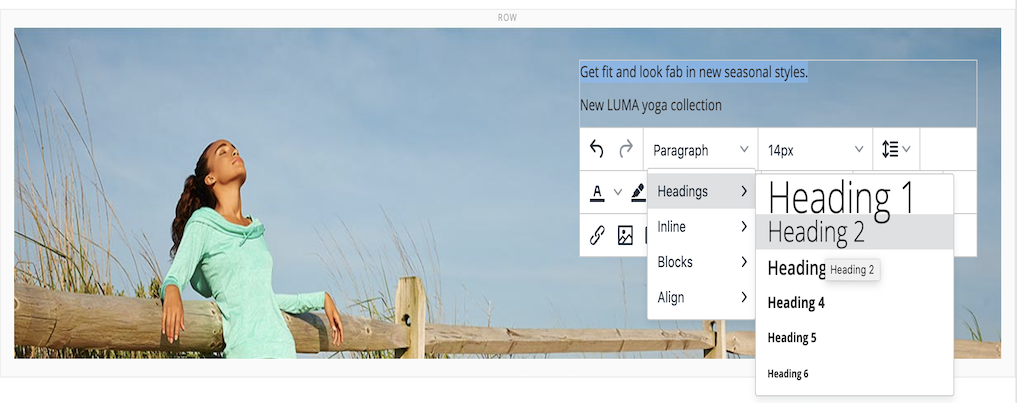 ROW
Get fit and look fab in new seasonal styles.
New LUMA yoga collection
Paragraph
14px
A
Headings
Inline
Blocks
Align
Heading 1
Heading 2
Heading
Heading 2
Heading 4
Heading 5
Heading 6